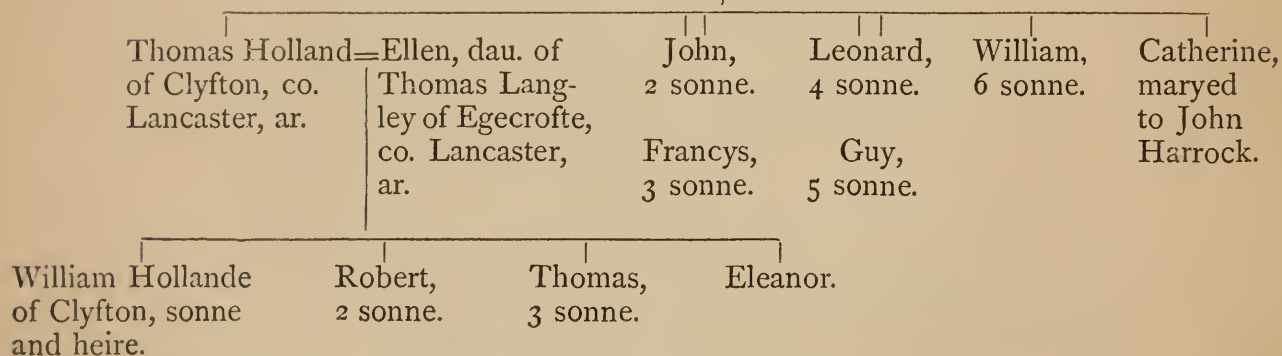 Thomas Holland=Ellen, dau. of
of Clyfton, co. Thomas Lang-
Lancaster, ar. ley of Egecrofte,
co. Lancaster,
ar.
John,
2 sonne.
Francys,
3 sonne.
Leonard,
4 sonne.
Guy,
5 sonne.
William,
6 sonne.
Catherine,
maryed
to John
Harrock.
William Hollande
of Clyfton, sonne
and heire.
Robert,
2 sonne.
Thomas,
3 sonne.
Eleanor.